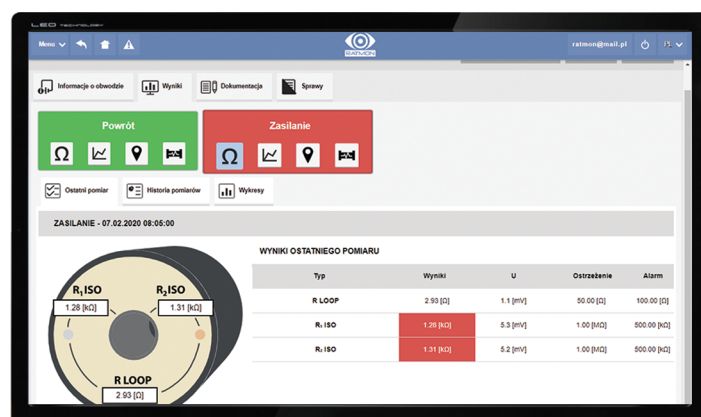 LED TECHNOLOGY
Menu
RATMON
ratmon@mail.pl
PL
Informacje o obwodzie
Wyniki
Dokumentacja
Sprawy
Powrót
Zasilanie
Ω
Ω
Ostatni pomiar
Historia pomiarów
Wykresy
ZASILANIE - 07.02.2020 08:05:00
WYNIKI OSTATNIEGO POMIARU
Typ Wyniki U Ostrzeżenie Alarm
R LOOP 2.93 [Ω] 1.1 [mV] 50.00 [Ω] 100.00 [Ω]
R₁ ISO 1.28 [kΩ] 5.3 [mV] 1.00 [MΩ] 500.00 [kΩ]
R₂ ISO 1.31 [kΩ] 5.2 [mV] 1.00 [MΩ] 500.00 [kΩ]
R₁ISO R₂ISO
1.28 [kΩ] 1.31 [kΩ]
R LOOP
2.93 [Ω]